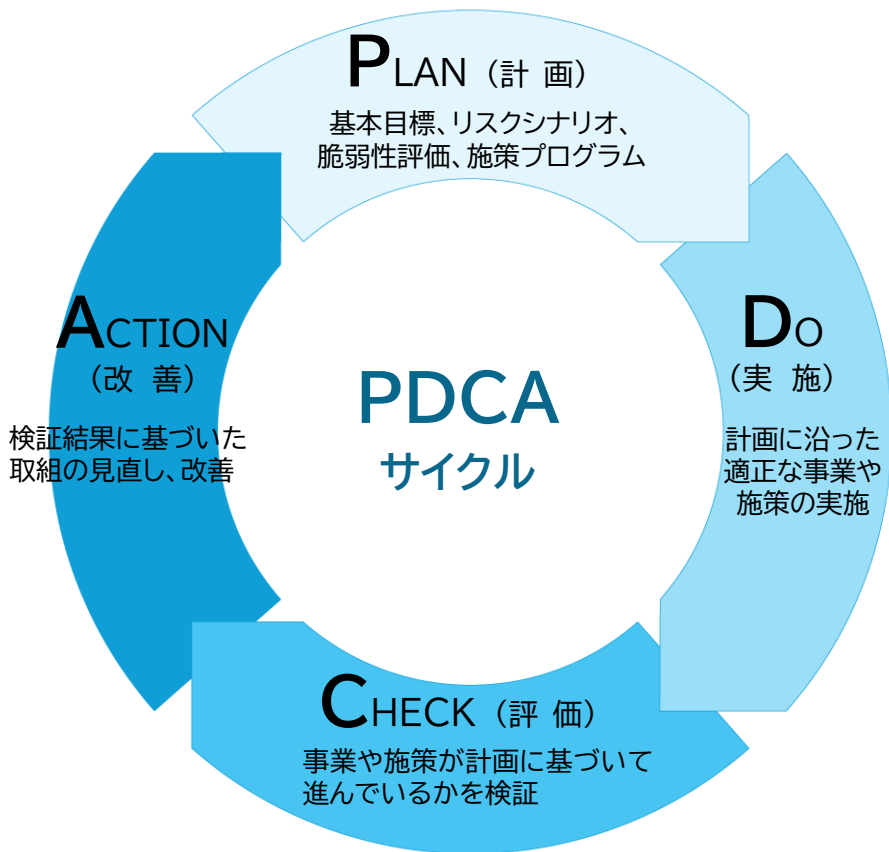 PLAN（計 画）
基本目標、リスクシナリオ、
脆弱性評価、施策プログラム
DO
（実 施）
計画に沿った
適正な事業や
施策の実施
CHECK（評 価）
事業や施策が計画に基づいて
進んでいるかを検証
ACTION
（改 善）
検証結果に基づいた
取組の見直し、改善
PDCA
サイクル